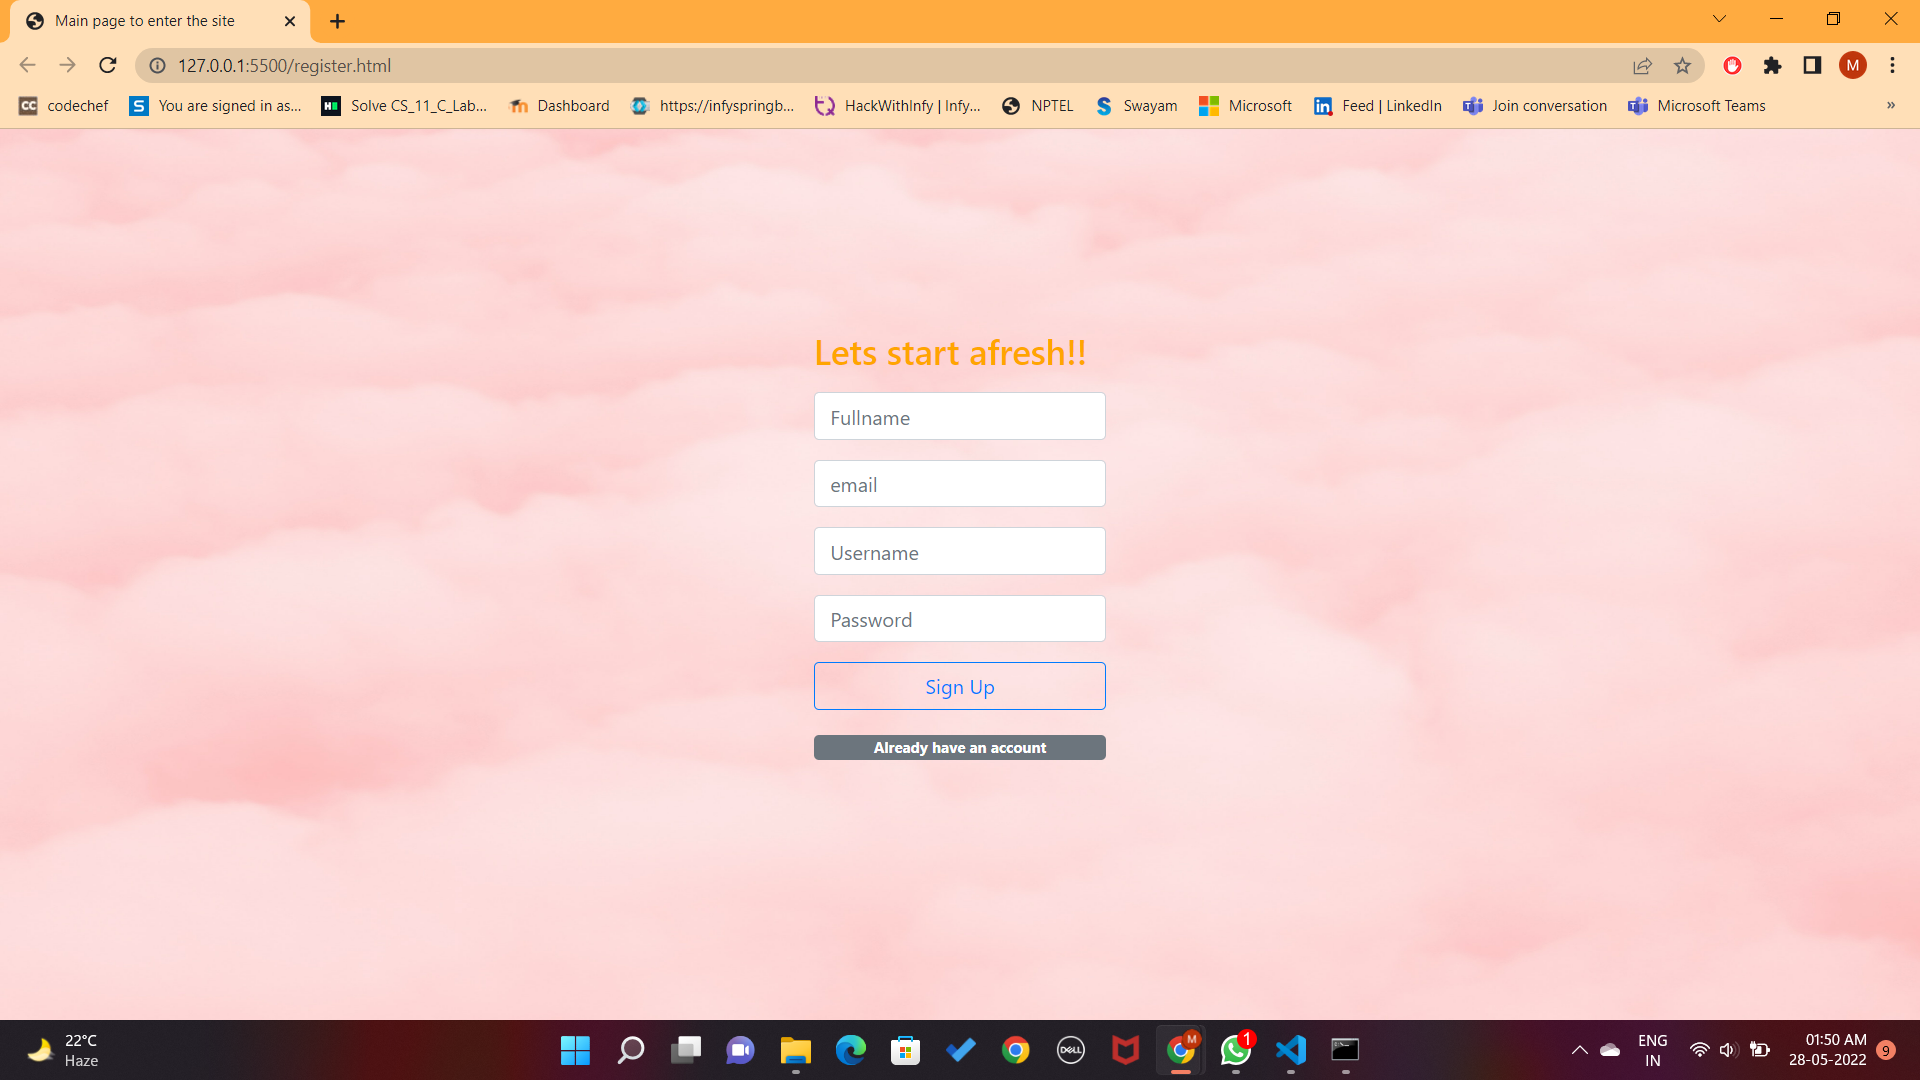 Main page to enter the site
127.0.0.1:5500/register.html
M
CC codechef
S You are signed in as...
H Solve CS_11_C_Lab...
Dashboard
https://infyspringb...
HackWithInfy | Infy...
NPTEL
Swayam
Microsoft
in Feed | LinkedIn
Join conversation
Microsoft Teams
»
Lets start afresh!!
Fullname
email
Username
Password
Sign Up
Already have an account
22°C
Haze
DELL
M
1
ENG
IN
01:50 AM
28-05-2022
9